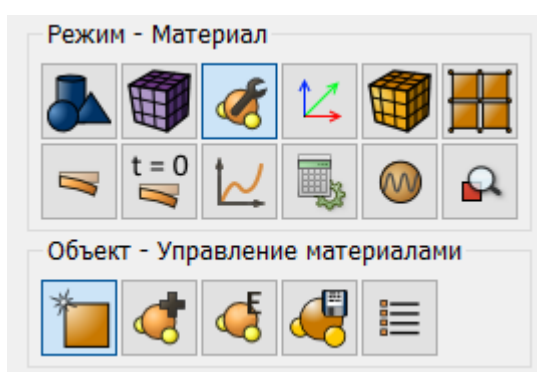 Режим - Материал
t = 0
Объект - Управление материалами
E